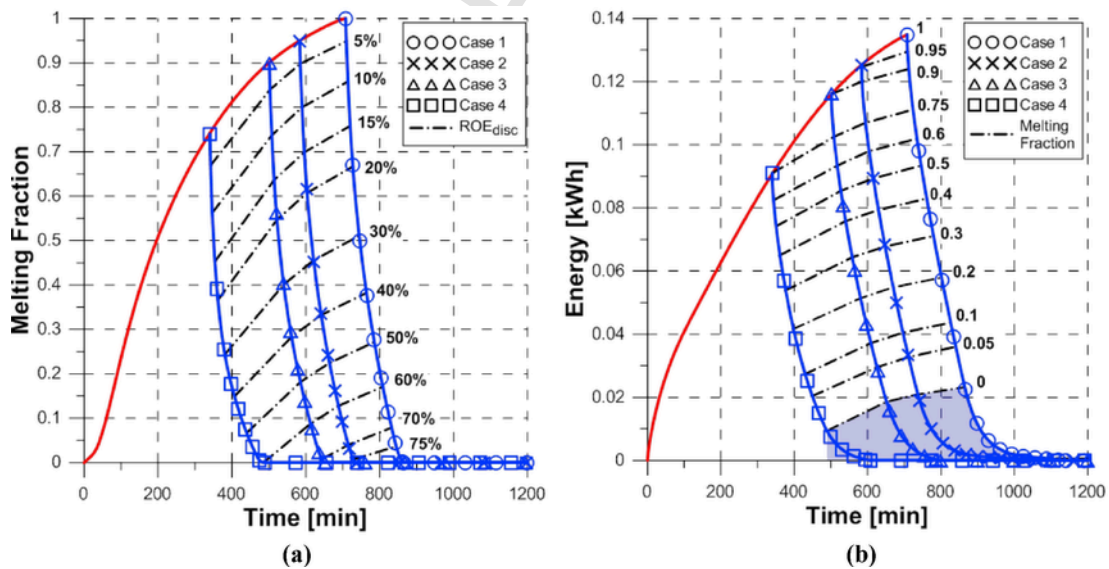 1
0.9
0.8
0.7
0.6
0.5
0.4
0.3
0.2
0.1
0
Melting Fraction
0 200 400 600 800 1000 1200
Time [min]
5%
10%
15%
20%
30%
40%
50%
60%
70%
75%
Case 1
Case 2
Case 3
Case 4
ROEdisc
(a)
0.14
0.12
0.1
0.08
0.06
0.04
0.02
0
Energy [kWh]
0 200 400 600 800 1000 1200
Time [min]
1
0.95
0.9
0.75
0.6
0.5
0.4
0.3
0.2
0.1
0.05
0
Case 1
Case 2
Case 3
Case 4
Melting
Fraction
(b)